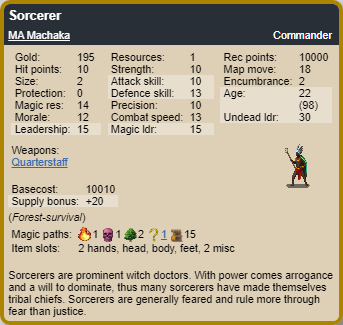 Sorcerer
MA Machaka Commander
Gold: 195 Resources: 1 Rec points: 10000
Hit points: 10 Strength: 10 Map move: 18
Size: 2 Attack skill: 10 Encumbrance: 2
Protection: 0 Defence skill: 13 Age: 22
Magic res: 14 Precision: 10 (98)
Morale: 12 Combat speed: 13 Undead ldr: 30
Leadership: 15 Magic ldr: 15
Weapons:
Quarterstaff
Basecost: 10010
Supply bonus: +20
(Forest-survival)
Magic paths: 1 1 2 ? 1 15
Item slots: 2 hands, head, body, feet, 2 misc
Sorcerers are prominent witch doctors. With power comes arrogance
and a will to dominate, thus many sorcerers have made themselves
tribal chiefs. Sorcerers are generally feared and rule more through
fear than justice.